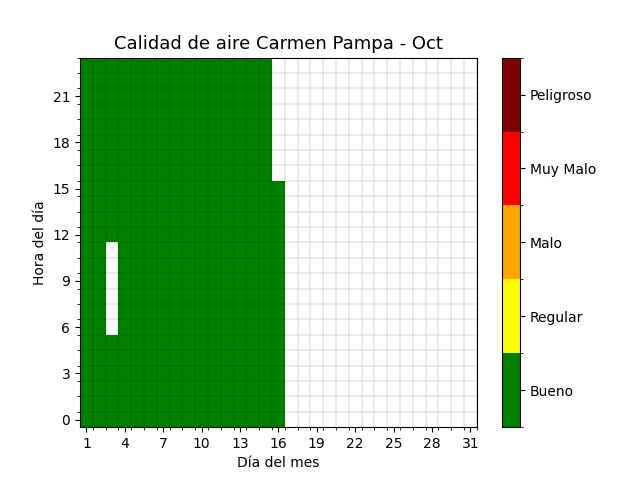 Calidad de aire Carmen Pampa - Oct
21
18
15
12
9
6
3
0
Hora del día
1 4 7 10 13 16 19 22 25 28 31
Día del mes
Peligroso
Muy Malo
Malo
Regular
Bueno